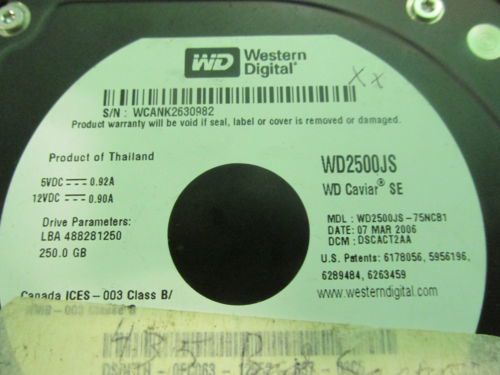 WD Western
Digital®
xx
S/N : WCANK2630982
Product warranty will be void if seal, label or cover is removed or damaged.
Product of Thailand
5VDC 0.92A
12VDC 0.90A
Drive Parameters:
LBA 488281250
250.0 GB
WD2500JS
WD Caviar® SE
MDL : WD2500JS-75NCB1
DATE: 07 MAR 2006
DCM : DSCACT2AA
U.S. Patents: 6178056, 5956196,
6289484, 6263459
www.westerndigital.com
Canada ICES-003 Class B/